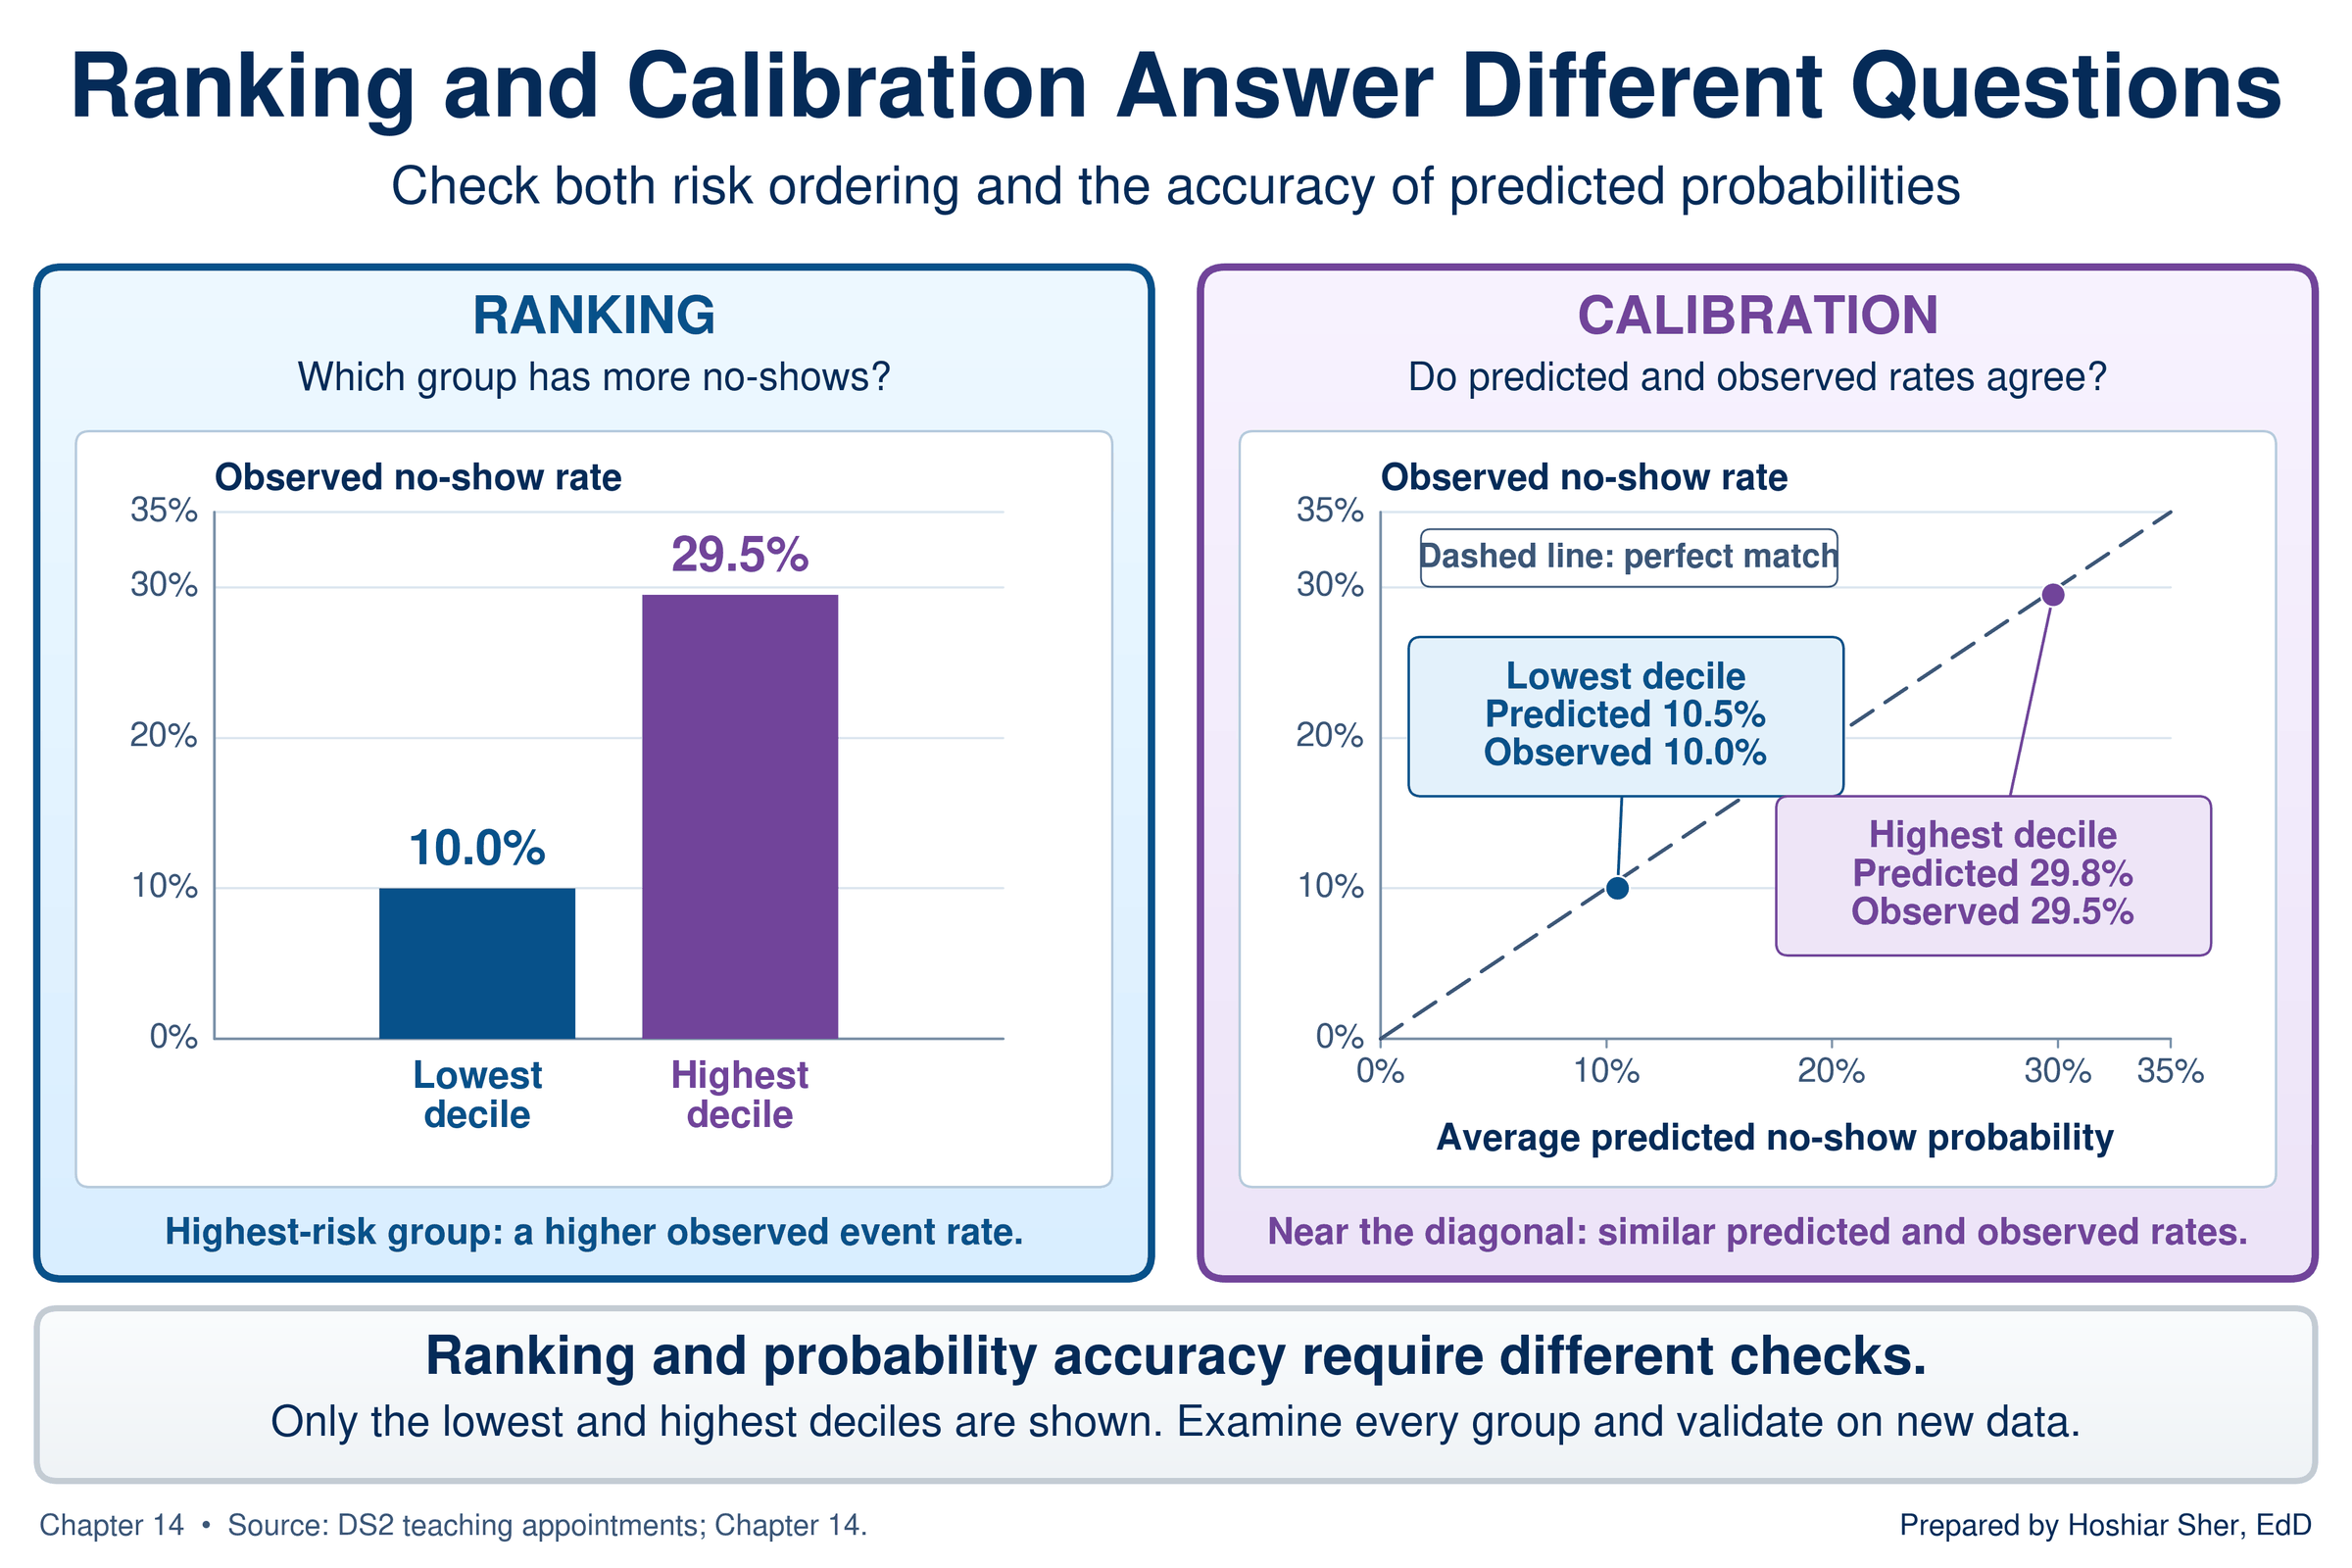 Ranking and Calibration Answer Different Questions
Check both risk ordering and the accuracy of predicted probabilities
RANKING
Which group has more no-shows?
Observed no-show rate
35%
30%
20%
10%
0%
29.5%
10.0%
Lowest
decile
Highest
decile
Highest-risk group: a higher observed event rate.
CALIBRATION
Do predicted and observed rates agree?
Observed no-show rate
35%
30%
20%
10%
0%
Dashed line: perfect match
Lowest decile
Predicted 10.5%
Observed 10.0%
Highest decile
Predicted 29.8%
Observed 29.5%
0% 10% 20% 30% 35%
Average predicted no-show probability
Near the diagonal: similar predicted and observed rates.
Ranking and probability accuracy require different checks.
Only the lowest and highest deciles are shown. Examine every group and validate on new data.
Chapter 14 • Source: DS2 teaching appointments; Chapter 14.
Prepared by Hoshiar Sher, EdD